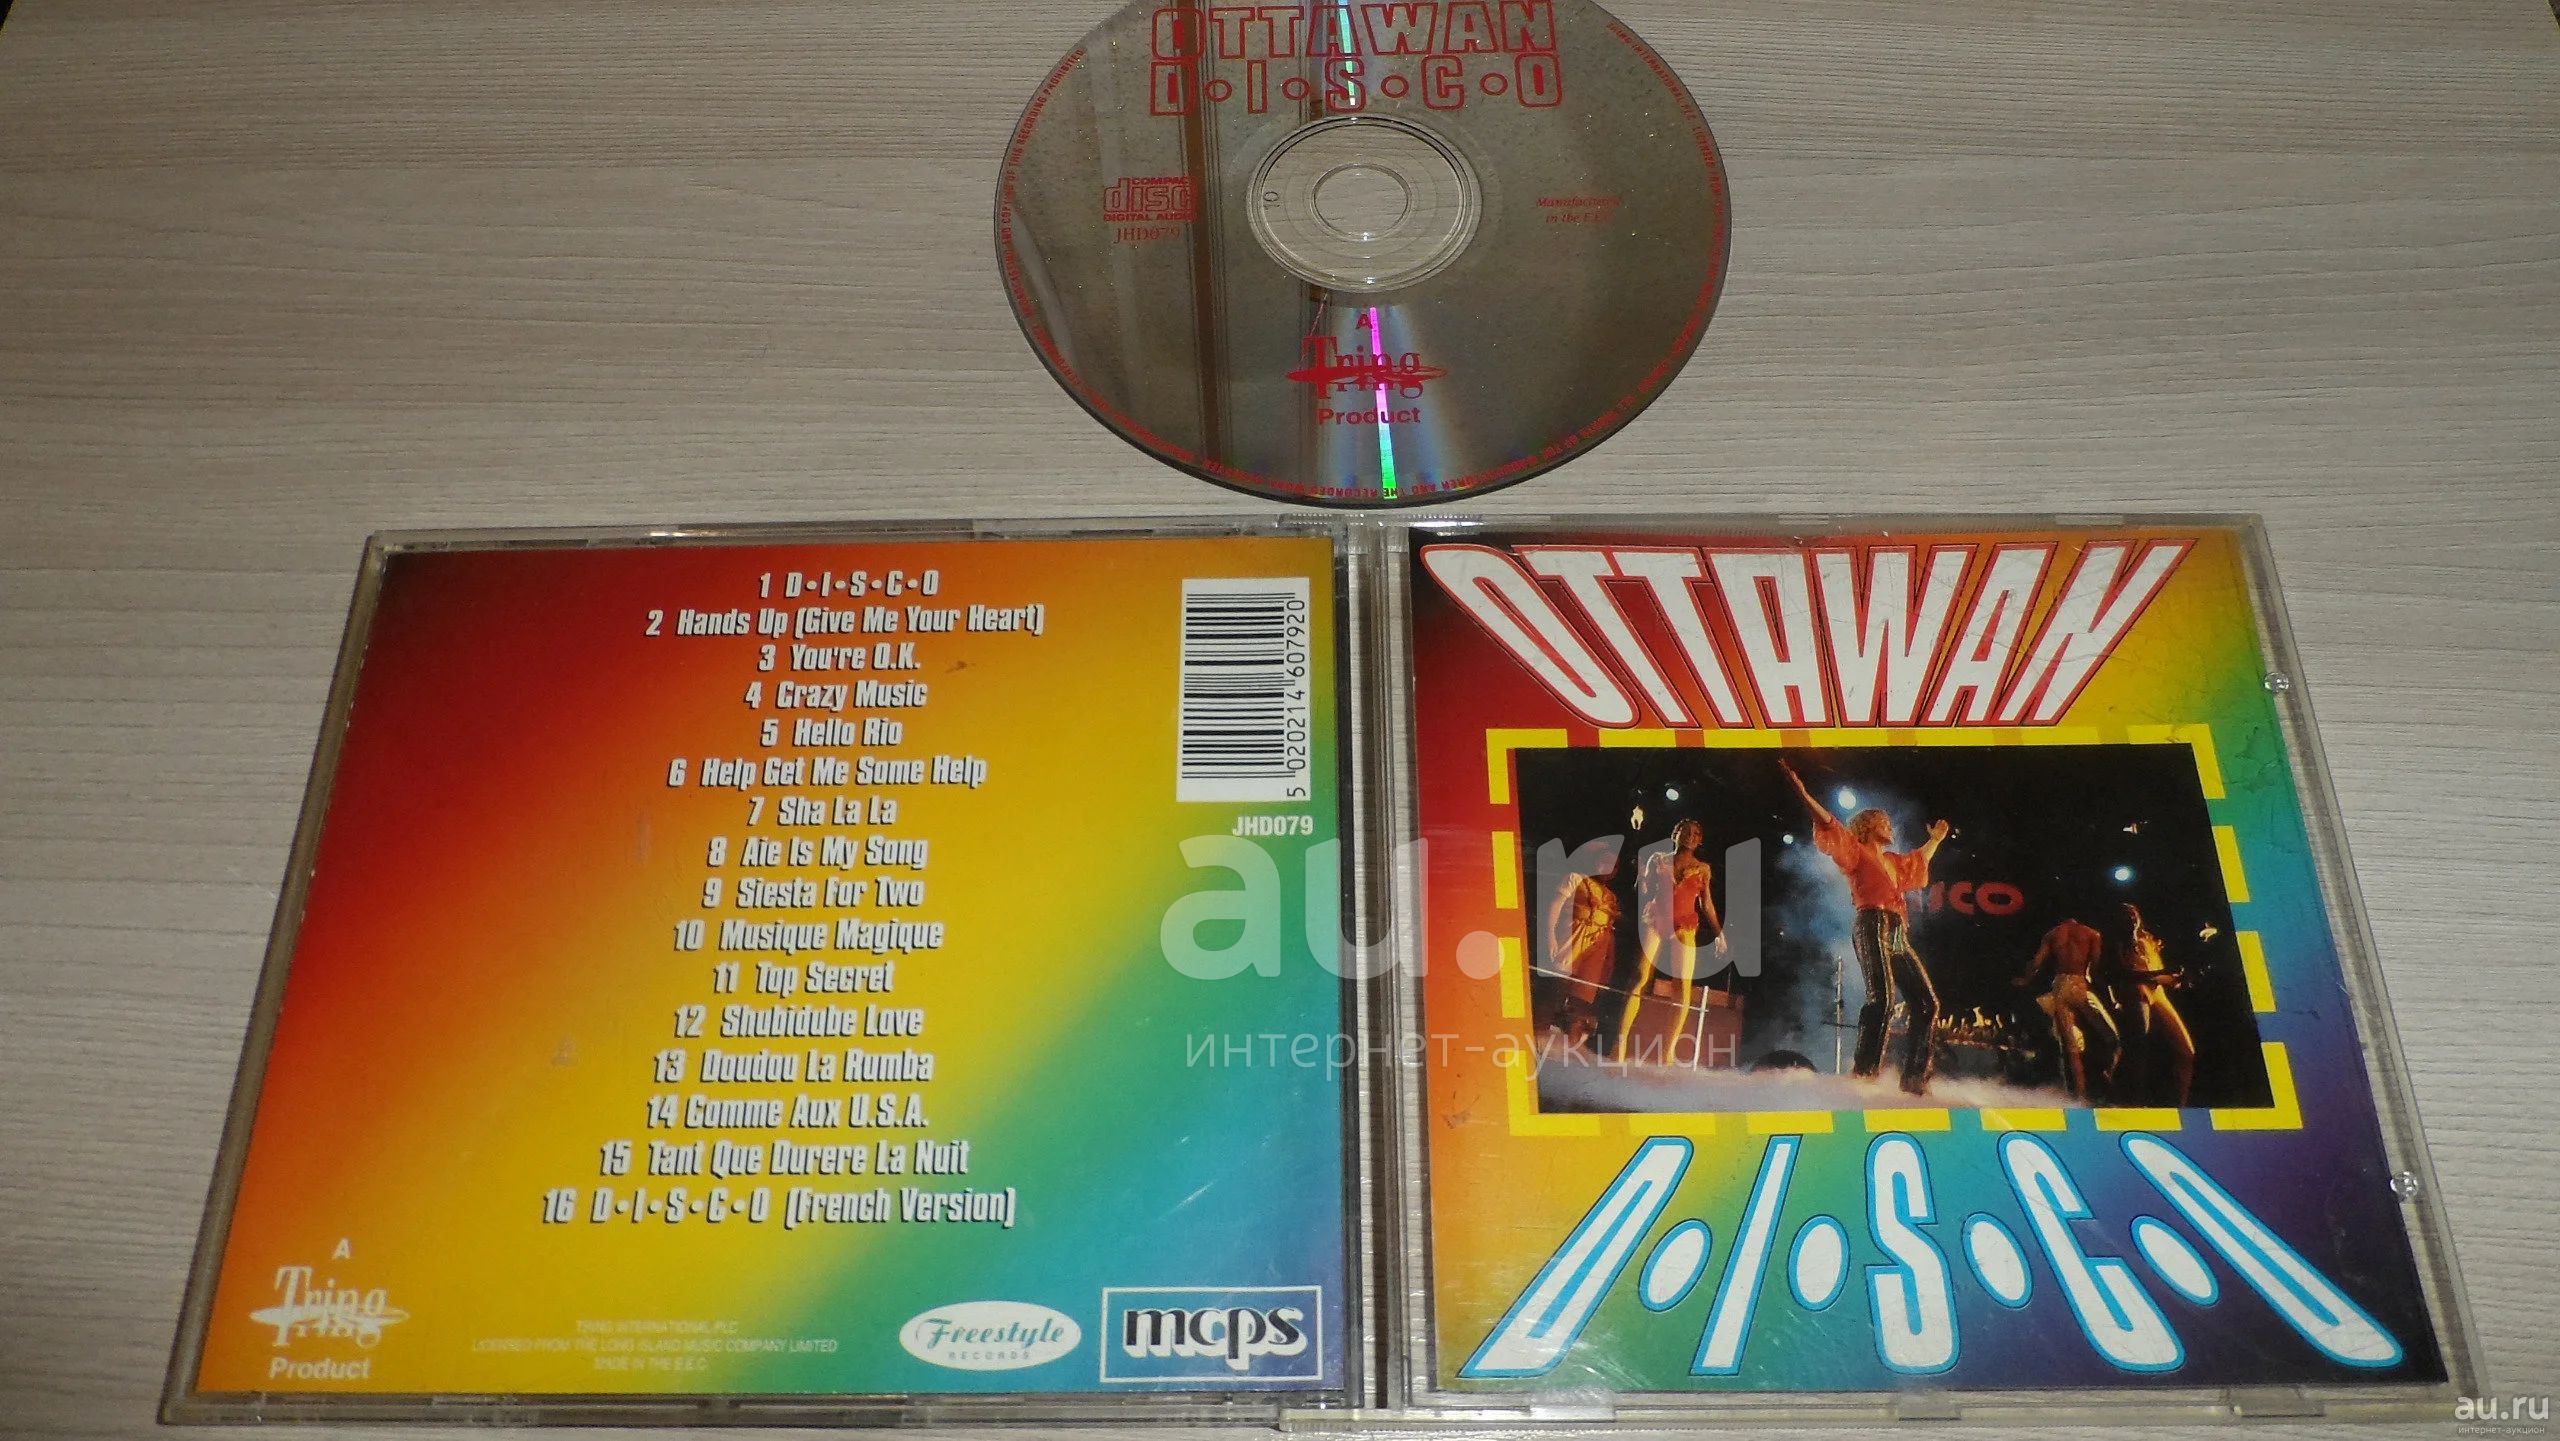 OTTAWAN
D•I•S•C•O
COMPACT
disc
DIGITAL AUDIO
JHD079
Manufactured
in the E.E.C.
10
A
Tring
Product
1 D•I•S•C•O
2 Hands Up (Give Me Your Heart)
3 You're O.K.
4 Crazy Music
5 Hello Rio
6 Help Get Me Some Help
7 Sha La La
8 Aie Is My Song
9 Siesta For Two
10 Musique Magique
11 Top Secret
12 Shubidube Love
13 Doudou La Rumba
14 Comme Aux U.S.A.
15 Tant Que Durere La Nuit
16 D•I•S•C•O (French Version)
5 020214 607920
JHD079
A
Tring
Product
TRING INTERNATIONAL PLC
LICENSED FROM THE LONG ISLAND MUSIC COMPANY LIMITED
MADE IN THE E.E.C.
Freestyle
RECORDS
mcps
OTTAWAN
D•I•S•C•O
au.ru
интернет-аукцион
au.ru
интернет-аукцион